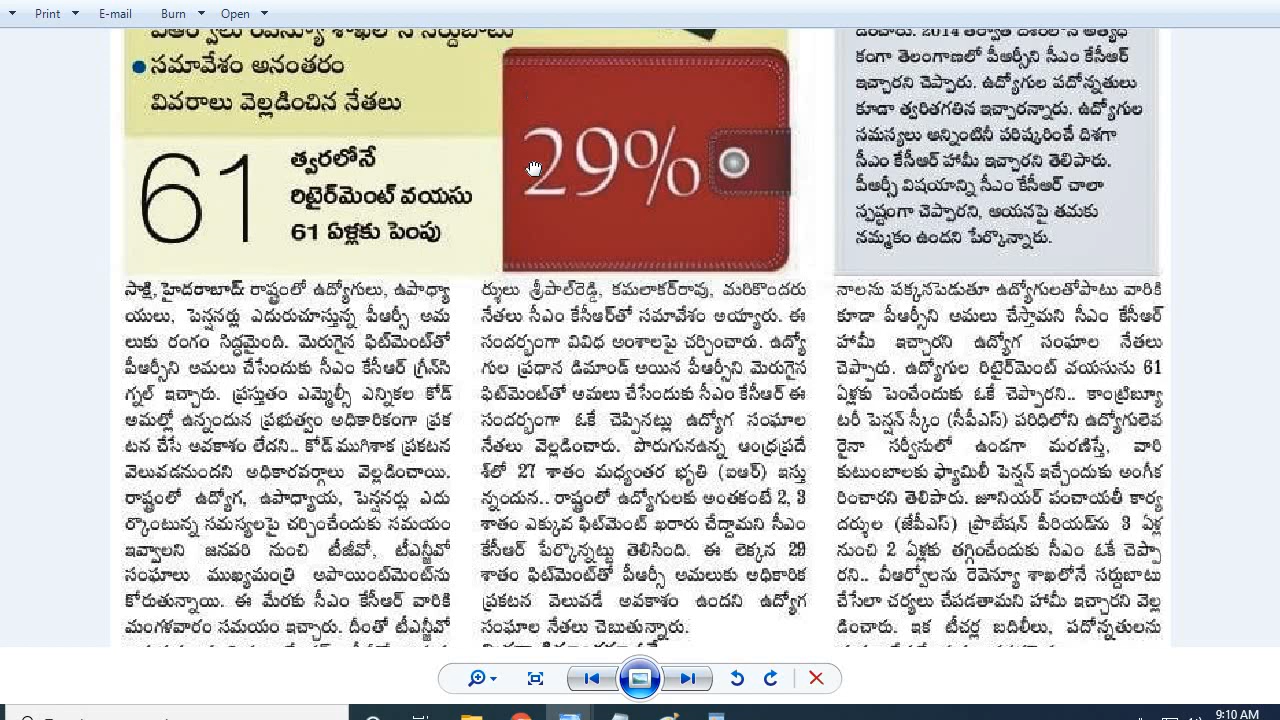 Print
E-mail
Burn
Open
సమావేశం అనంతరం
వివరాలు వెల్లడించిన నేతలు
61
త్వరలోనే
రిటైర్‌మెంట్ వయసు
61 ఏళ్లకు పెంపు
29%
కంగా తెలంగాణలో పీఆర్సీని సీఎం కేసీఆర్
ఇచ్చారని చెప్పారు. ఉద్యోగుల పదోన్నతులు
కూడా త్వరితగతిన ఇచ్చారన్నారు. ఉద్యోగుల
సమస్యలు అన్నింటినీ పరిష్కరించే దిశగా
సీఎం కేసీఆర్ హామీ ఇచ్చారని తెలిపారు.
పీఆర్సీ విషయాన్ని సీఎం కేసీఆర్ చాలా
స్పష్టంగా చెప్పారని, ఆయనపై తమకు
నమ్మకం ఉందని పేర్కొన్నారు.
సాక్షి, హైదరాబాద్: రాష్ట్రంలో ఉద్యోగులు, ఉపాధ్యా
యులు, పెన్షనర్లు ఎదురుచూస్తున్న పీఆర్సీ అమ
లుకు రంగం సిద్ధమైంది. మెరుగైన ఫిట్‌మెంట్‌తో
పీఆర్సీని అమలు చేసేందుకు సీఎం కేసీఆర్ గ్రీన్‌సి
గ్నల్ ఇచ్చారు. ప్రస్తుతం ఎమ్మెల్సీ ఎన్నికల కోడ్
అమల్లో ఉన్నందున ప్రభుత్వం అధికారికంగా ప్రక
టన చేసే అవకాశం లేదని.. కోడ్ ముగిశాక ప్రకటన
వెలువడనుందని అధికారవర్గాలు వెల్లడించాయి.
రాష్ట్రంలో ఉద్యోగ, ఉపాధ్యాయ, పెన్షనర్లు ఎదు
ర్కొంటున్న సమస్యలపై చర్చించేందుకు సమయం
ఇవ్వాలని జనవరి నుంచి టీజీవో, టీఎన్జీవో
సంఘాలు ముఖ్యమంత్రి అపాయింట్‌మెంట్‌ను
కోరుతున్నాయి. ఈ మేరకు సీఎం కేసీఆర్ వారికి
మంగళవారం సమయం ఇచ్చారు. దీంతో టీఎన్జీవో
ర్శులు శ్రీపాల్‌రెడ్డి, కమలాకర్‌రావు, మరికొందరు
నేతలు సీఎం కేసీఆర్‌తో సమావేశం అయ్యారు. ఈ
సందర్భంగా వివిధ అంశాలపై చర్చించారు. ఉద్యో
గుల ప్రధాన డిమాండ్ అయిన పీఆర్సీని మెరుగైన
ఫిట్‌మెంట్‌తో అమలు చేసేందుకు సీఎం కేసీఆర్ ఈ
సందర్భంగా ఓకే చెప్పినట్లు ఉద్యోగ సంఘాల
నేతలు వెల్లడించారు. పొరుగునఉన్న ఆంధ్రప్రదే
శ్‌లో 27 శాతం మధ్యంతర భృతి (ఐఆర్) ఇస్తు
న్నందున.. రాష్ట్రంలో ఉద్యోగులకు అంతకంటే 2, 3
శాతం ఎక్కువ ఫిట్‌మెంట్ ఖరారు చేద్దామని సీఎం
కేసీఆర్ పేర్కొన్నట్టు తెలిసింది. ఈ లెక్కన 29
శాతం ఫిట్‌మెంట్‌తో పీఆర్సీ అమలుకు అధికారిక
ప్రకటన వెలువడే అవకాశం ఉందని ఉద్యోగ
సంఘాల నేతలు చెబుతున్నారు.
నాలను పక్కనపెడుతూ ఉద్యోగులతోపాటు వారికి
కూడా పీఆర్సీని అమలు చేస్తామని సీఎం కేసీఆర్
హామీ ఇచ్చారని ఉద్యోగ సంఘాల నేతలు
చెప్పారు. ఉద్యోగుల రిటైర్‌మెంట్ వయసును 61
ఏళ్లకు పెంచేందుకు ఓకే చెప్పారని.. కాంట్రిబ్యూ
టరీ పెన్షన్ స్కీం (సీపీఎస్) పరిధిలోని ఉద్యోగులెవ
రైనా సర్వీసులో ఉండగా మరణిస్తే, వారి
కుటుంబాలకు ఫ్యామిలీ పెన్షన్ ఇచ్చేందుకు అంగీక
రించారని తెలిపారు. జూనియర్ పంచాయతీ కార్య
దర్శుల (జేపీఎస్) ప్రొబేషన్ పీరియడ్‌ను 3 ఏళ్ల
నుంచి 2 ఏళ్లకు తగ్గించేందుకు సీఎం ఓకే చెప్పా
రని.. వీఆర్వోలను రెవెన్యూ శాఖలోనే సర్దుబాటు
చేసేలా చర్యలు చేపడతామని హామీ ఇచ్చారని వెల్ల
డించారు. ఇక టీచర్ల బదిలీలు, పదోన్నతులను
9:10 AM